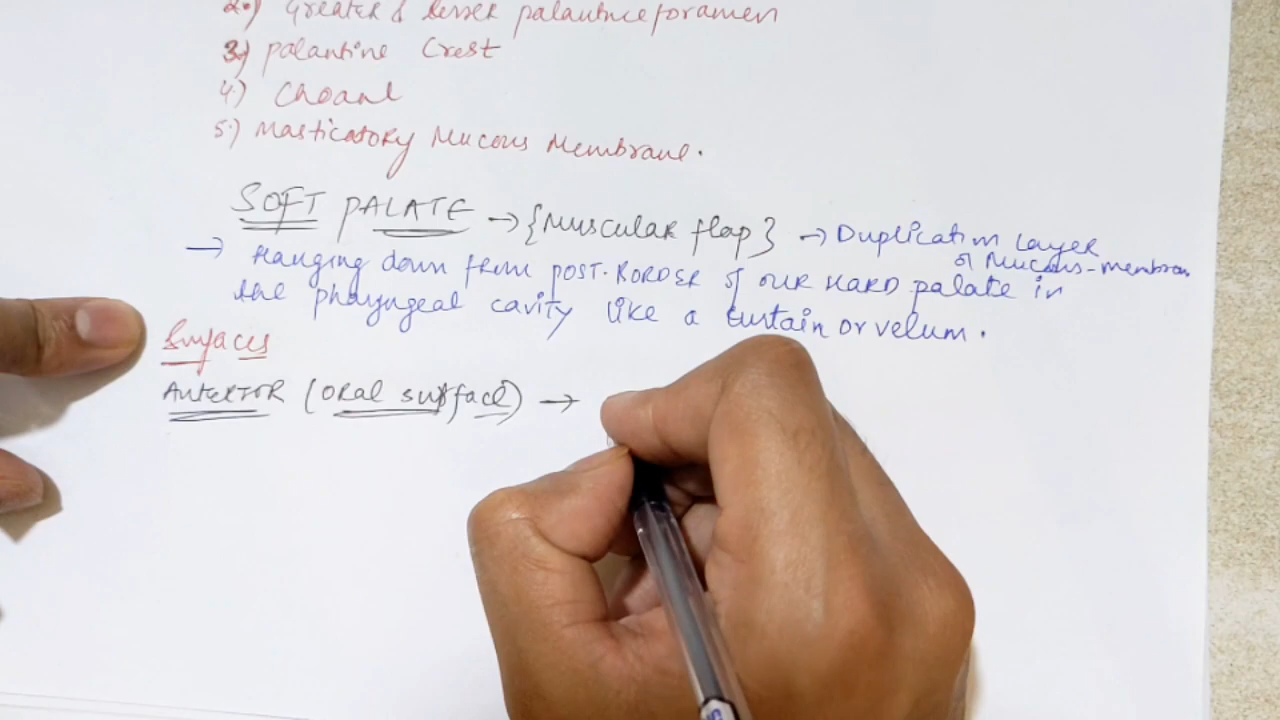 2.) Greater & lesser palantine foramen
3.) palantine Crest
4.) Choanl
5.) Masticatory Mucous Membrane.
SOFT PALATE → {Muscular flap} → Duplication Layer
of Mucous-membran
→ Hanging down from POST. BORDER of OUR HARD palate in
the pharyngeal cavity like a curtain or velum.
Surfaces
ANTERIOR (oral surface) →